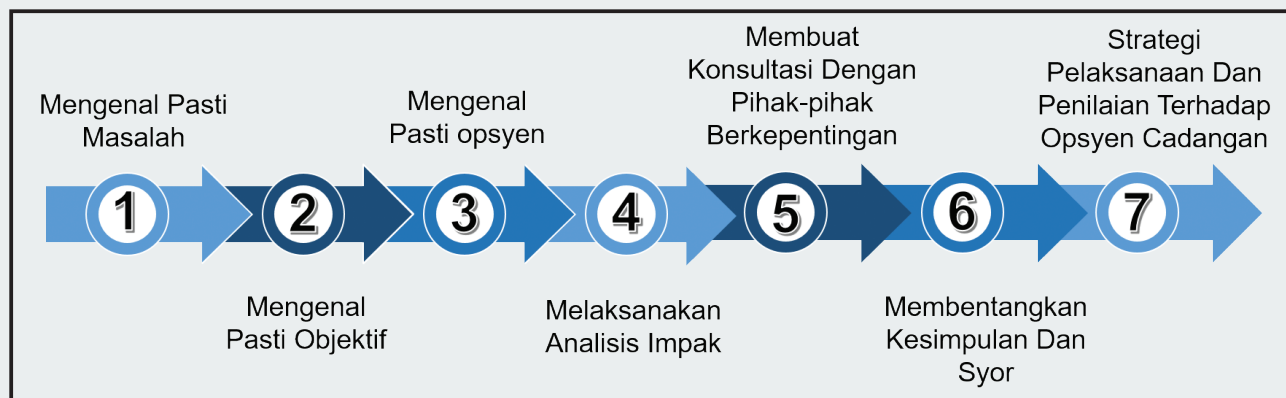 Mengenal Pasti
Masalah
1
2
Mengenal
Pasti Objektif
Mengenal
Pasti opsyen
3
4
Melaksanakan
Analisis Impak
Membuat
Konsultasi Dengan
Pihak-pihak
Berkepentingan
5
6
Membentangkan
Kesimpulan Dan
Syor
Strategi
Pelaksanaan Dan
Penilaian Terhadap
Opsyen Cadangan
7